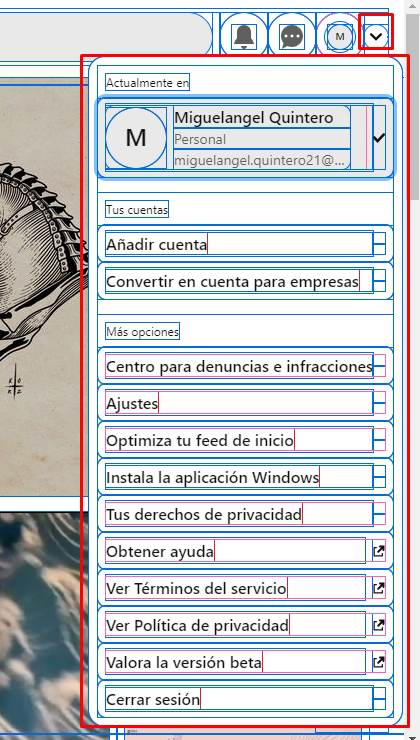 M
Actualmente en
M
Miguelangel Quintero
Personal
miguelangel.quintero21@...
Tus cuentas
Añadir cuenta
Convertir en cuenta para empresas
Más opciones
Centro para denuncias e infracciones
Ajustes
Optimiza tu feed de inicio
Instala la aplicación Windows
Tus derechos de privacidad
Obtener ayuda
Ver Términos del servicio
Ver Política de privacidad
Valora la versión beta
Cerrar sesión